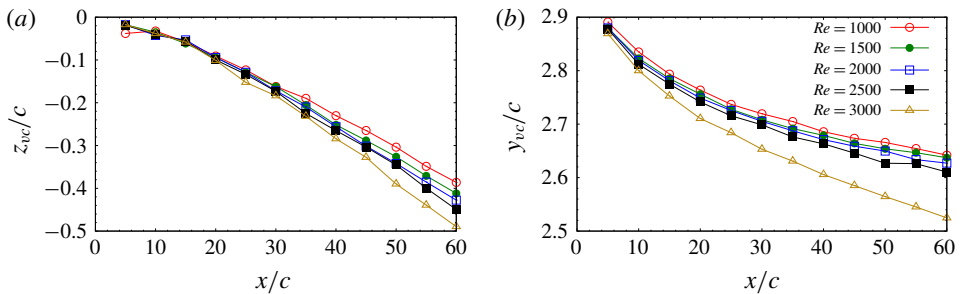 (a)
0
−0.1
−0.2
−0.3
−0.4
−0.5
z_vc/c
0 10 20 30 40 50 60
x/c
(b)
2.9
2.8
2.7
2.6
2.5
y_vc/c
0 10 20 30 40 50 60
x/c
Re = 1000
Re = 1500
Re = 2000
Re = 2500
Re = 3000